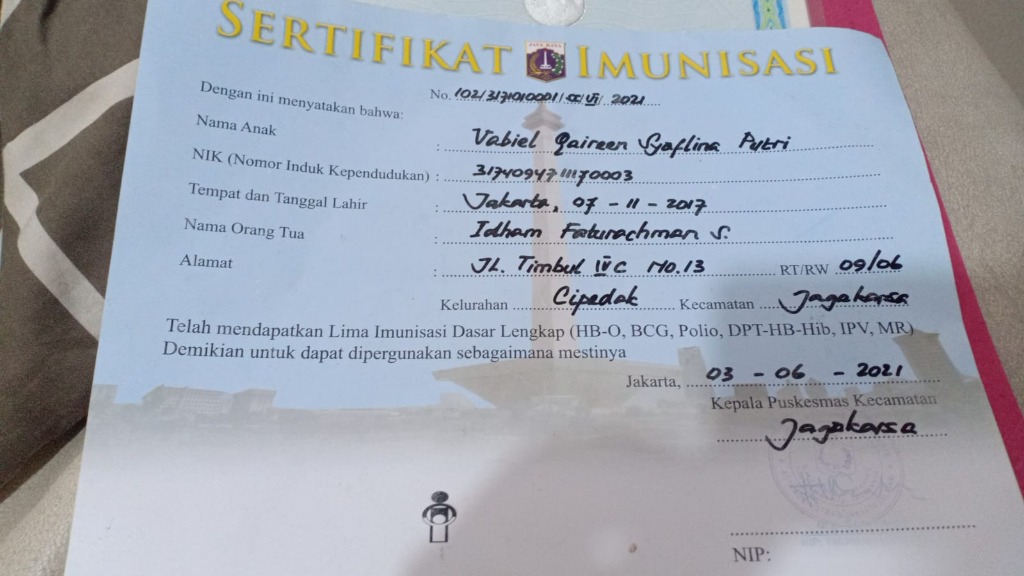 SERTIFIKAT IMUNISASI
JAYA RAYA
No. 102/3171010001/ /VI/ 2021
Dengan ini menyatakan bahwa:
Nama Anak : Vabiel Qaireen Syaflina Putri
NIK (Nomor Induk Kependudukan) : 3174094711170003
Tempat dan Tanggal Lahir : Jakarta, 07 - 11 - 2017
Nama Orang Tua : Idham Faturachman S.
Alamat : JL. Timbul IV C No.13 RT/RW 09/06
Kelurahan Cipedak Kecamatan Jagakarsa
Telah mendapatkan Lima Imunisasi Dasar Lengkap (HB-O, BCG, Polio, DPT-HB-Hib, IPV, MR)
Demikian untuk dapat dipergunakan sebagaimana mestinya
Jakarta, 03 - 06 - 2021
Kepala Puskesmas Kecamatan
Jagakarsa
NIP: